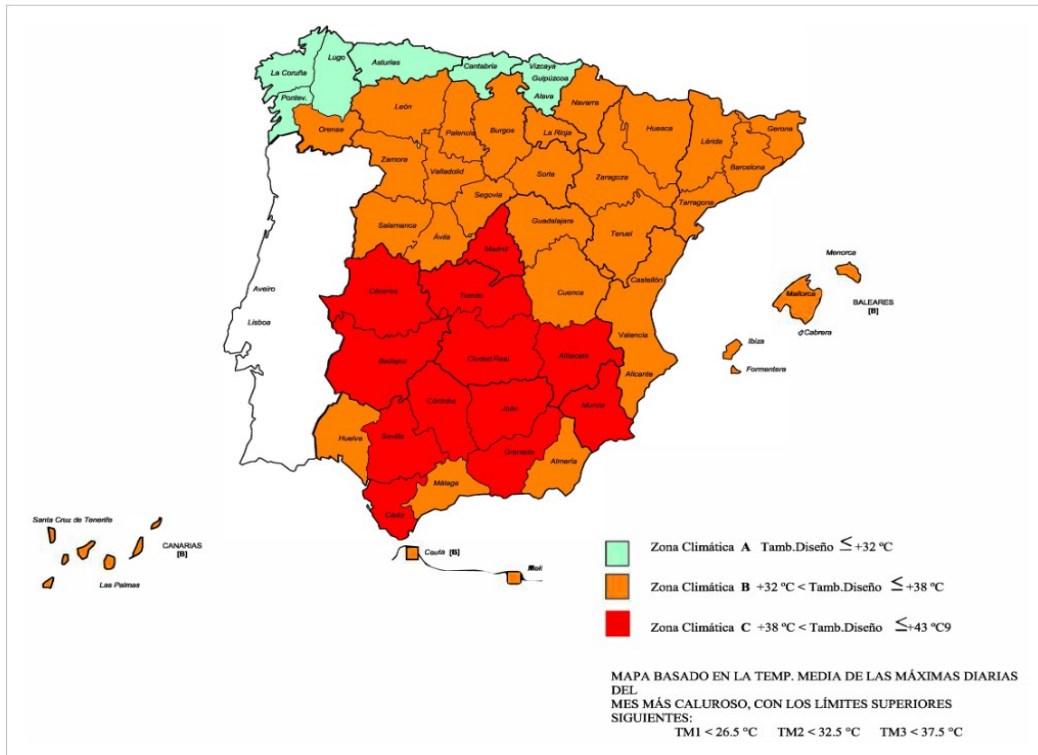 La Coruña
Lugo
Asturias
Cantabria
Vizcaya
Guipúzcoa
Alava
Pontev.
Orense
León
Palencia
Burgos
La Rioja
Navarra
Huesca
Lérida
Gerona
Barcelona
Zamora
Valladolid
Soria
Zaragoza
Tarragona
Segovia
Salamanca
Ávila
Guadalajara
Teruel
Madrid
Castellón
Menorca
Mallorca
BALEARES
[B]
Cabrera
Aveiro
Lisboa
Cáceres
Toledo
Cuenca
Valencia
Ibiza
Formentera
Badajoz
Ciudad Real
Albacete
Alicante
Córdoba
Jaén
Murcia
Huelva
Sevilla
Granada
Almería
Málaga
Cádiz
Santa Cruz de Tenerife
CANARIAS
[B]
Las Palmas
Ceuta [B]
Zona Climática A Tamb.Diseño ≤ +32 ºC
Zona Climática B +32 ºC < Tamb.Diseño ≤+38 ºC
Zona Climática C +38 ºC < Tamb.Diseño ≤+43 ºC9
MAPA BASADO EN LA TEMP. MEDIA DE LAS MÁXIMAS DIARIAS
DEL
MES MÁS CALUROSO, CON LOS LÍMITES SUPERIORES
SIGUIENTES:
TM1 < 26.5 ºC TM2 < 32.5 ºC TM3 < 37.5 ºC